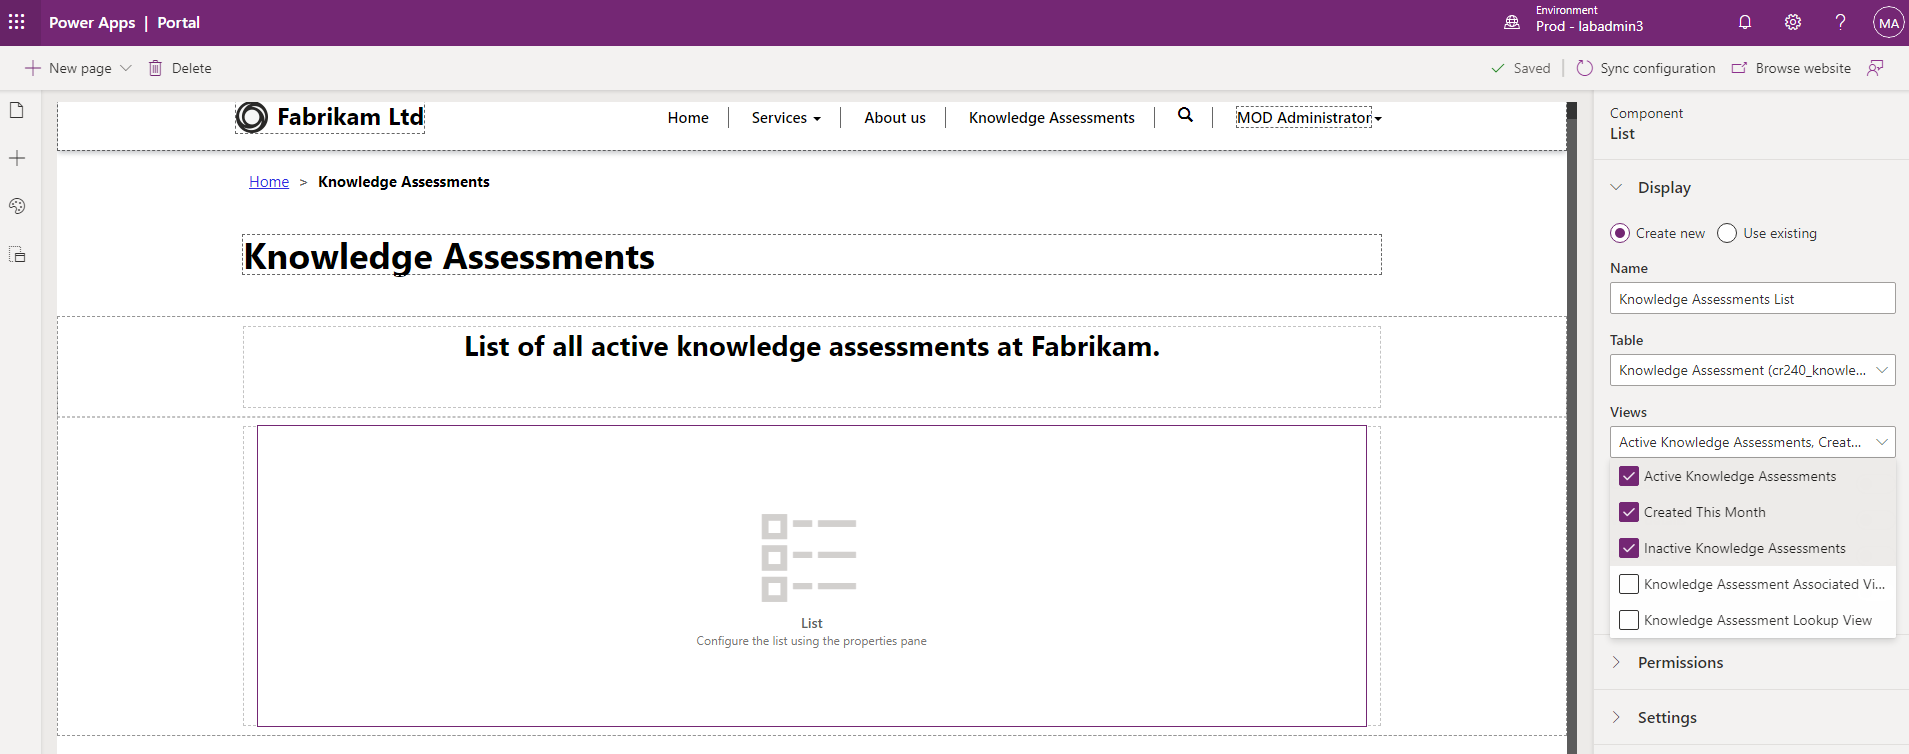 Power Apps | Portal
Environment
Prod - labadmin3
MA
New page
Delete
Saved
Sync configuration
Browse website
Fabrikam Ltd
Home
Services
About us
Knowledge Assessments
MOD Administrator
Home > Knowledge Assessments
Knowledge Assessments
List of all active knowledge assessments at Fabrikam.
List
Configure the list using the properties pane
Component
List
Display
Create new
Use existing
Name
Knowledge Assessments List
Table
Knowledge Assessment (cr240_knowle...
Views
Active Knowledge Assessments, Creat...
Active Knowledge Assessments
Created This Month
Inactive Knowledge Assessments
Knowledge Assessment Associated Vi...
Knowledge Assessment Lookup View
Permissions
Settings